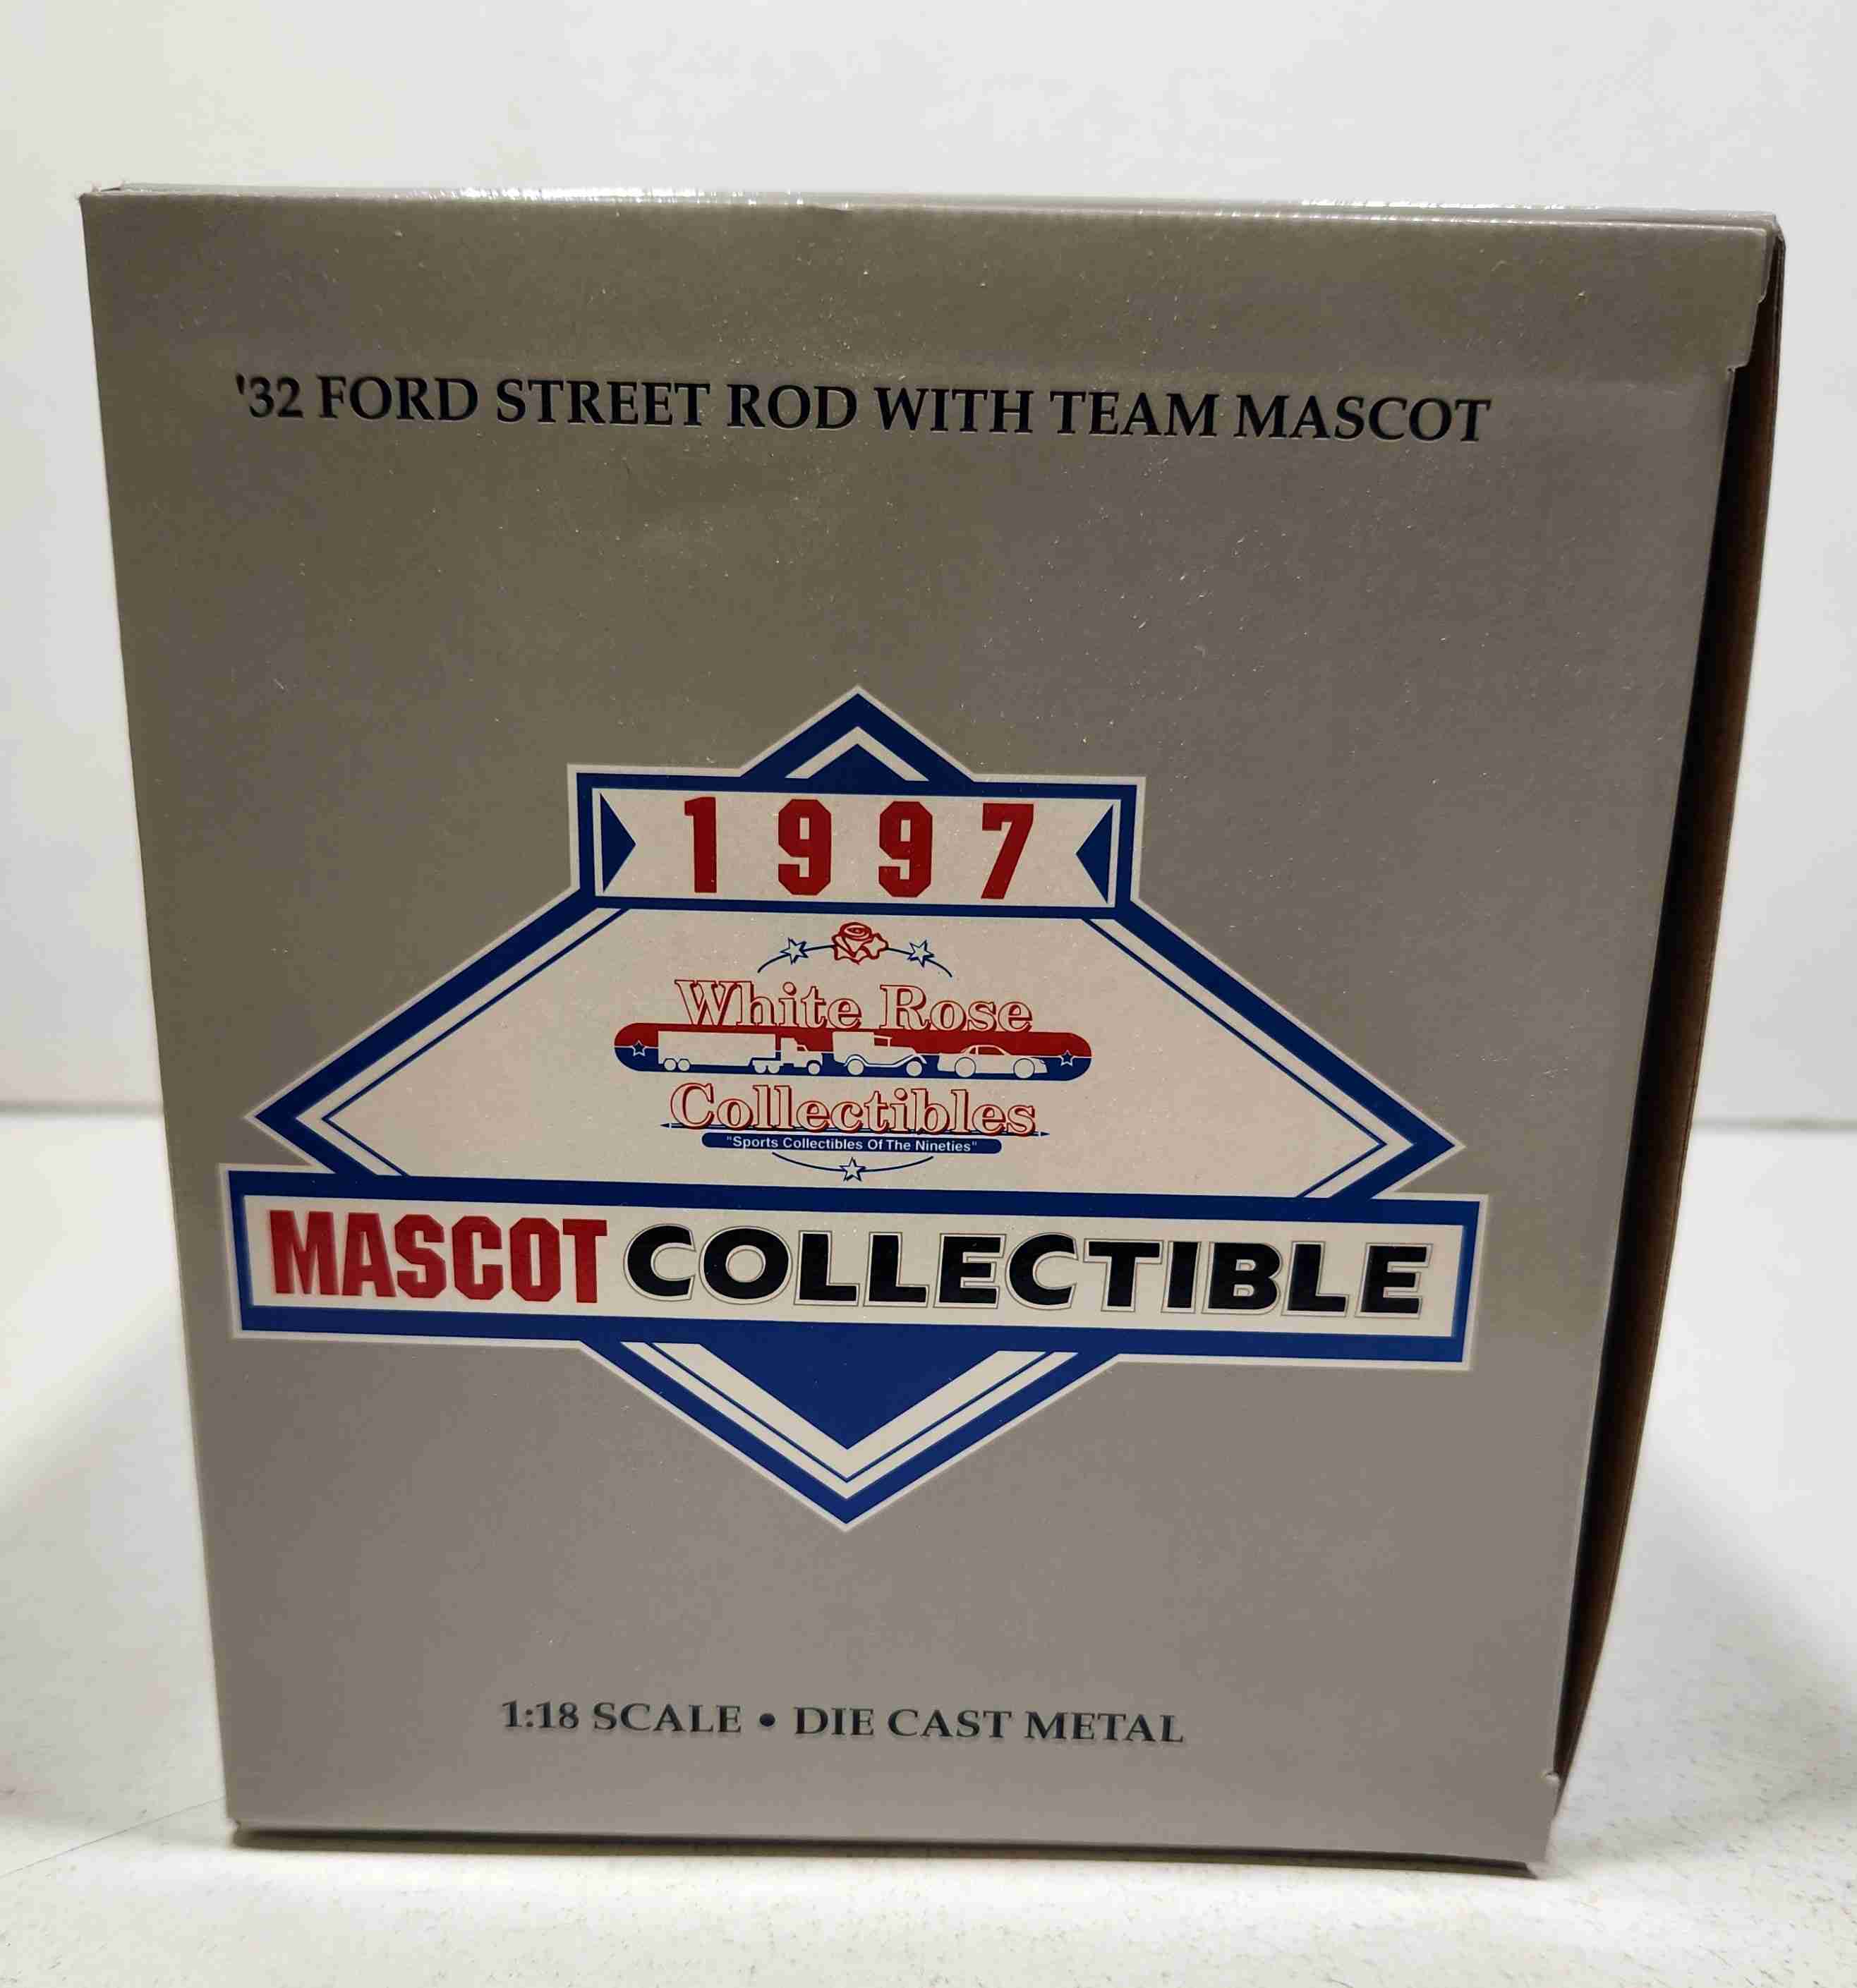 '32 FORD STREET ROD WITH TEAM MASCOT
1997
White Rose
Collectibles
"Sports Collectibles Of The Nineties"
MASCOT COLLECTIBLE
1:18 SCALE • DIE CAST METAL